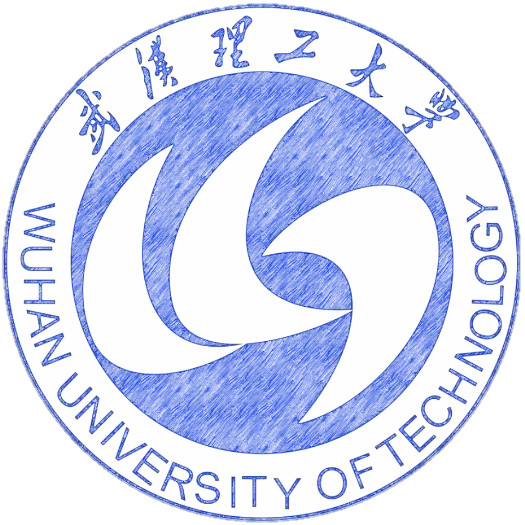 武漢理工大学
WUHAN UNIVERSITY OF TECHNOLOGY